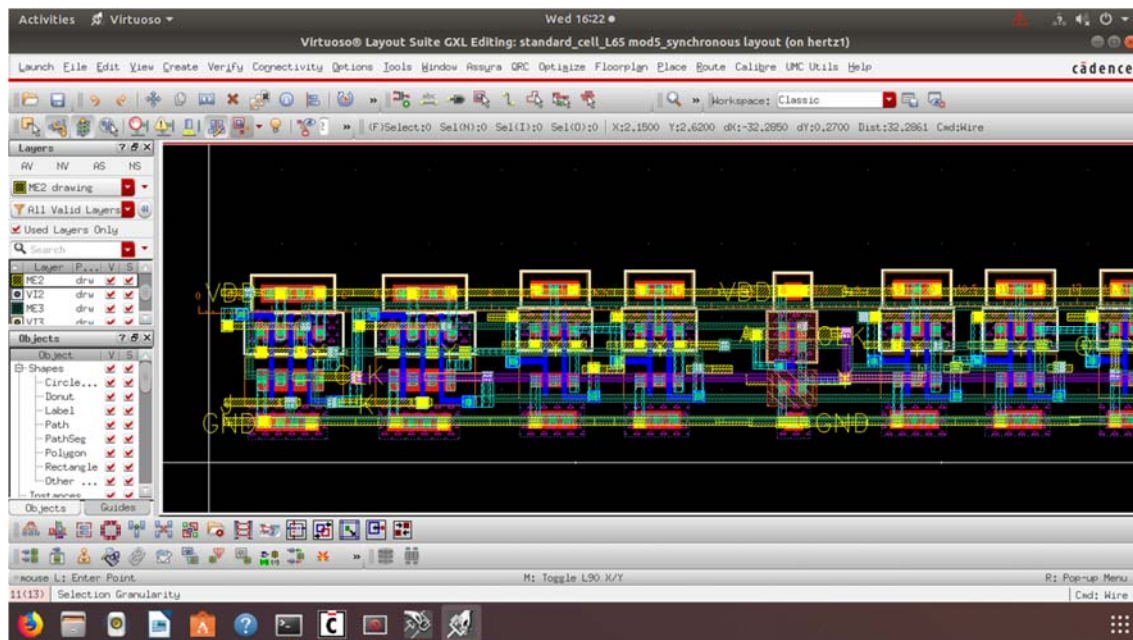 Activities Virtuoso Wed 16:22
Virtuoso® Layout Suite GXL Editing: standard_cell_L65 mod5_synchronous layout (on hertz1)
Launch File Edit View Create Verify Connectivity Options Tools Window Assura QRC Optimize Floorplan Place Route Calibre UMC Utils Help cādence
» » Workspace: Classic
» (F)Select:0 Sel(N):0 Sel(I):0 Sel(O):0 X:2.1500 Y:2.6200 dX:-32.2850 dY:0.2700 Dist:32.2861 Cmd:Wire
Layers
AV NV AS NS
ME2 drawing
All Valid Layers
Used Layers Only
Search
Layer P... V S
ME2 drw
VI2 drw
ME3 drw
VI3 drw
Objects
Object V S
Shapes
Circle...
Donut
Label
Path
PathSeg
Polygon
Rectangle
Other ...
Instances
Objects Guides
VDD VDD
CLK
CLK
GND GND
»
mouse L: Enter Point M: Toggle L90 X/Y R: Pop-up Menu
11(13) Selection Granularity Cmd: Wire